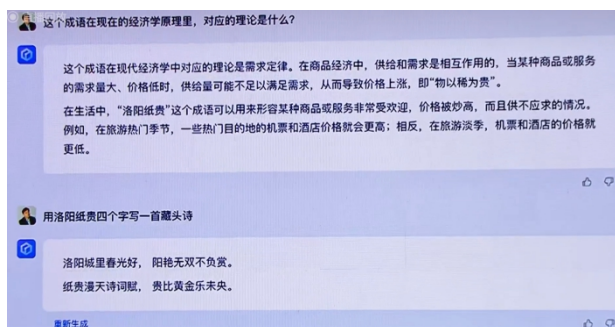 这个成语在现在的经济学原理里，对应的理论是什么？
这个成语在现代经济学中对应的理论是需求定律。在商品经济中，供给和需求是相互作用的，当某种商品或服务
的需求量大、价格低时，供给量可能不足以满足需求，从而导致价格上涨，即“物以稀为贵”。
在生活中，“洛阳纸贵”这个成语可以用来形容某种商品或服务非常受欢迎，价格被炒高，而且供不应求的情况。
例如，在旅游热门季节，一些热门目的地的机票和酒店价格就会更高；相反，在旅游淡季，机票和酒店的价格就
更低。
用洛阳纸贵四个字写一首藏头诗
洛阳城里春光好， 阳艳无双不负赏。
纸贵漫天诗词赋， 贵比黄金乐未央。
重新生成